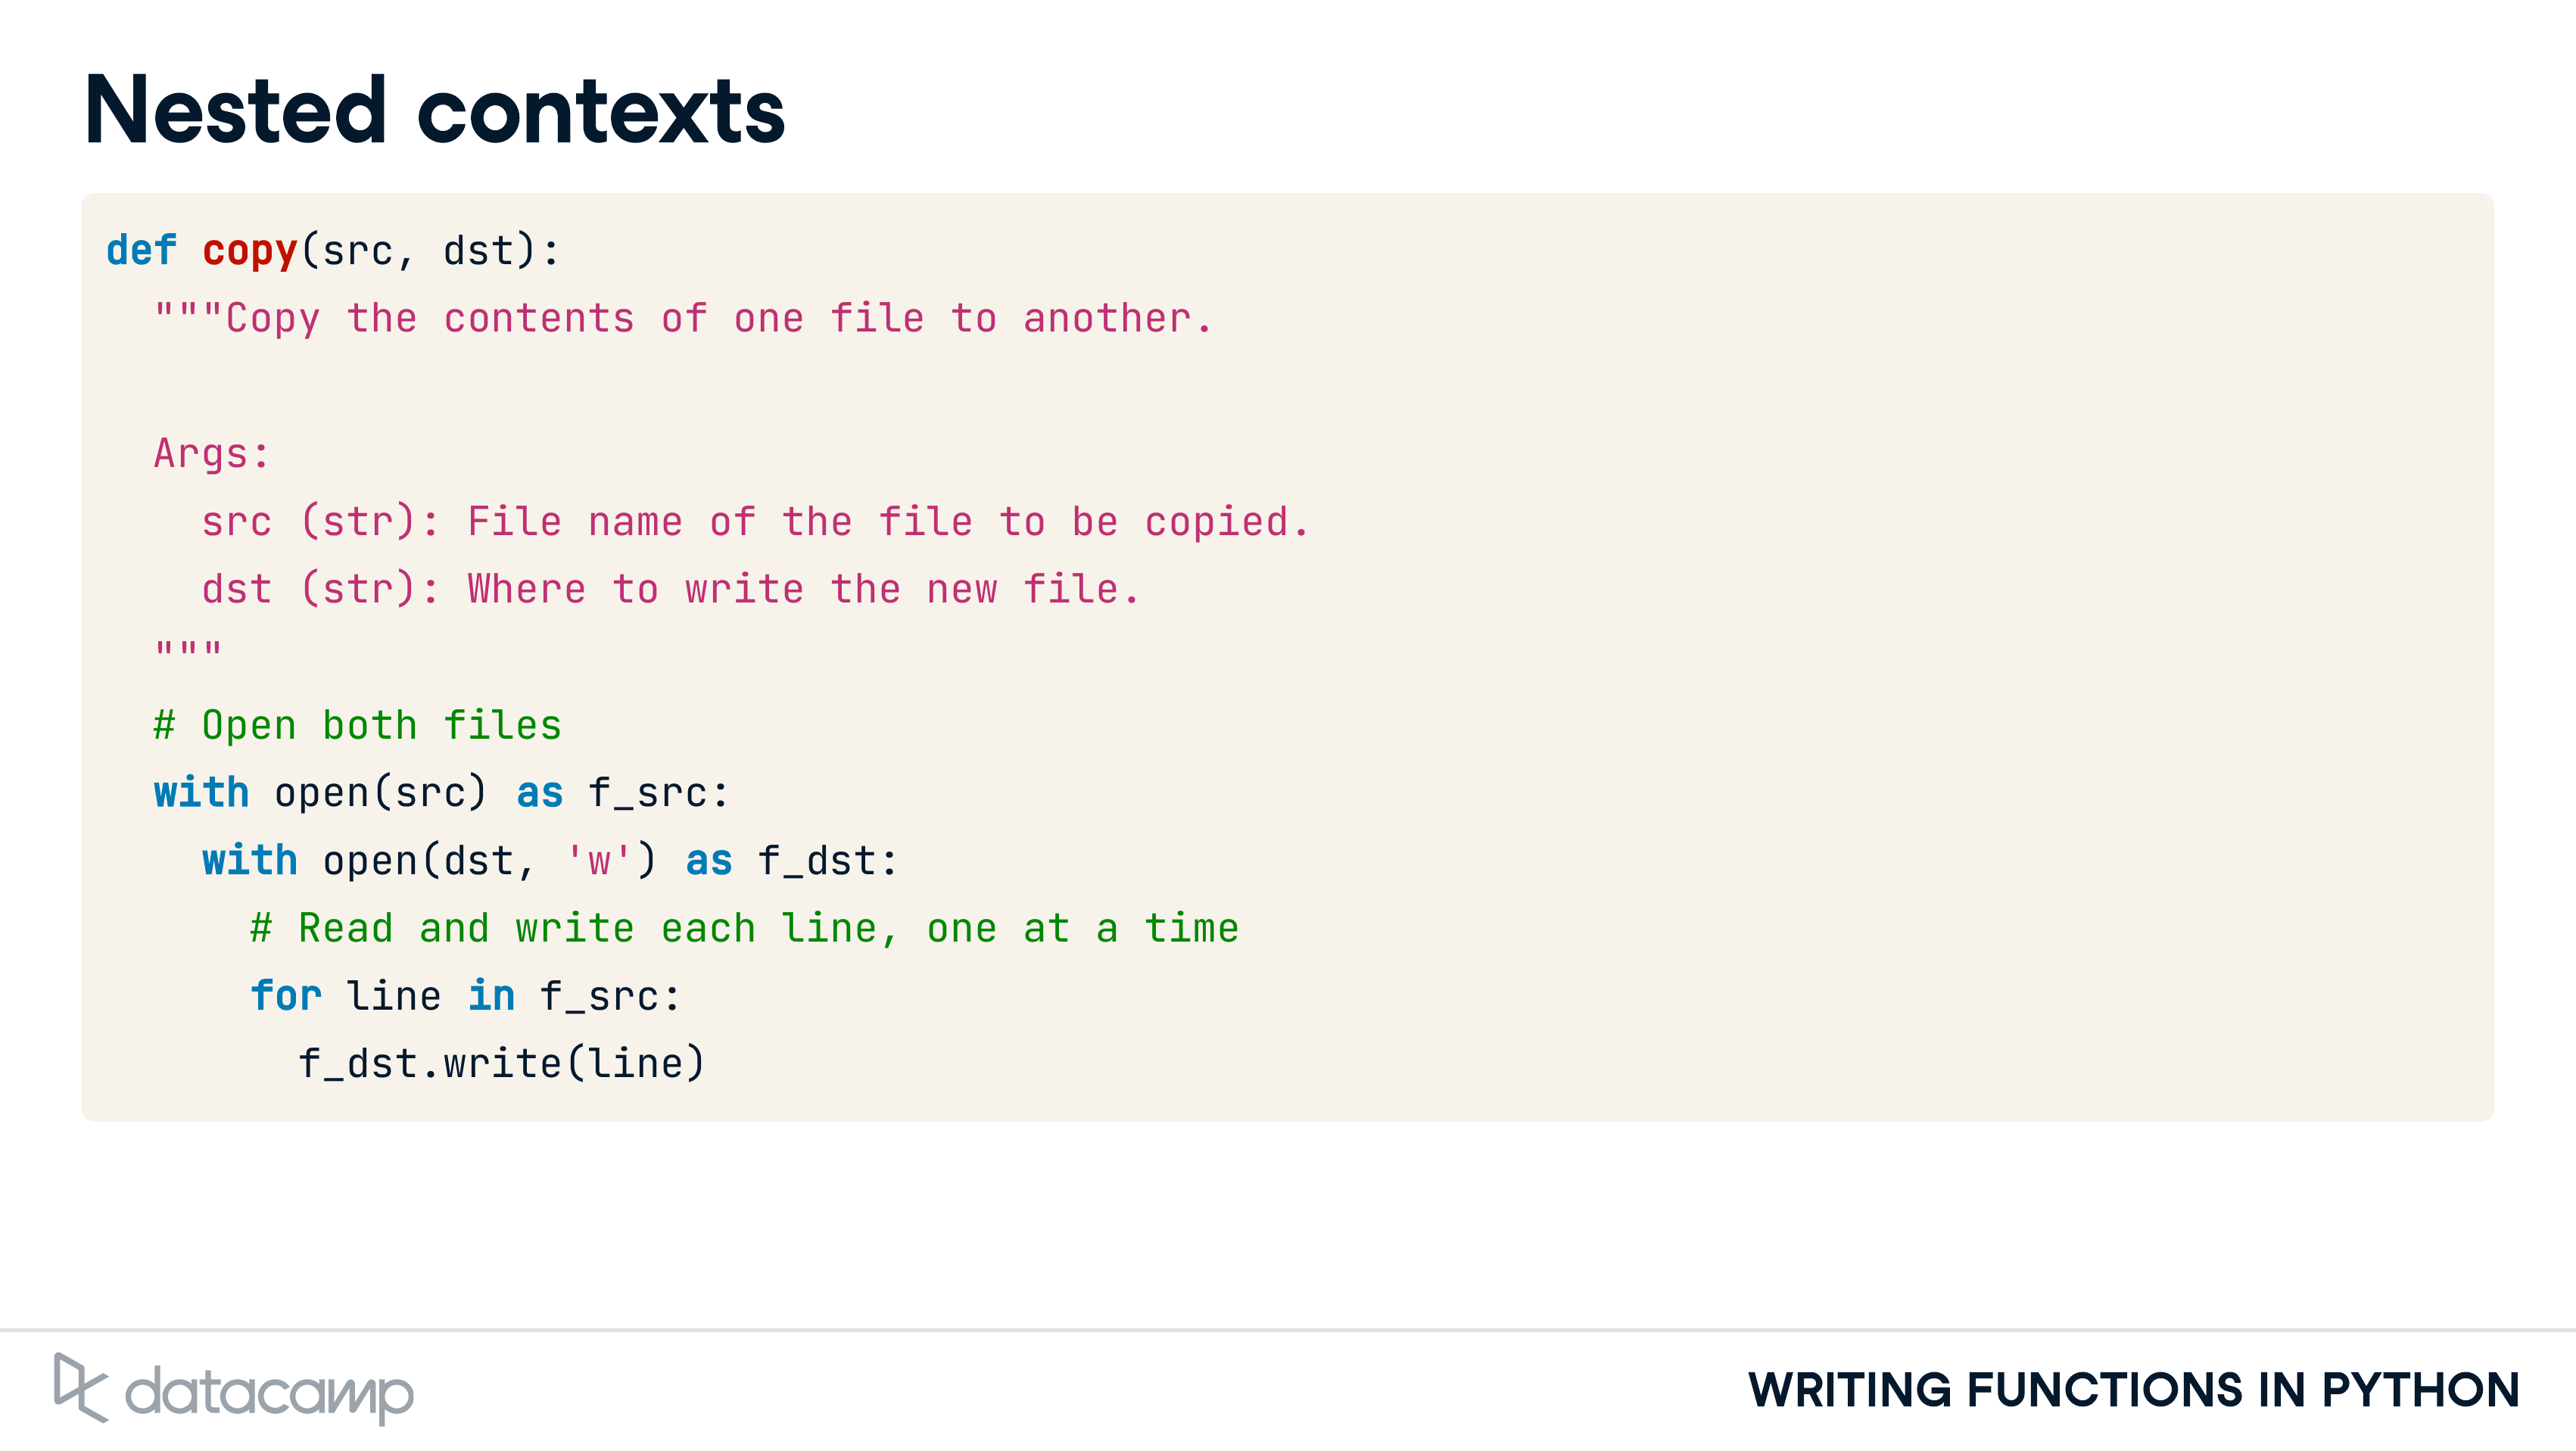 Nested contexts
def copy(src, dst):
  """Copy the contents of one file to another.

  Args:
    src (str): File name of the file to be copied.
    dst (str): Where to write the new file.
  """
  # Open both files
  with open(src) as f_src:
    with open(dst, 'w') as f_dst:
      # Read and write each line, one at a time
      for line in f_src:
        f_dst.write(line)
datacamp
WRITING FUNCTIONS IN PYTHON